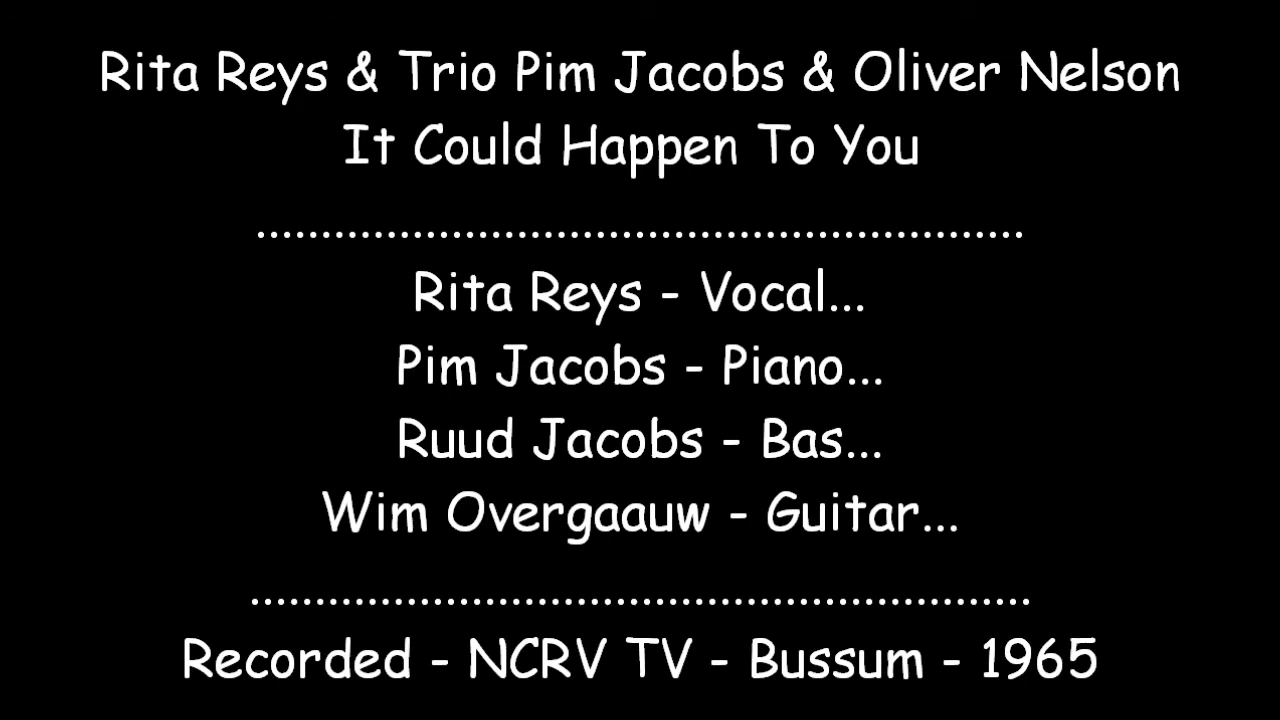 Rita Reys & Trio Pim Jacobs & Oliver Nelson
It Could Happen To You
...........................................................
Rita Reys - Vocal...
Pim Jacobs - Piano...
Ruud Jacobs - Bas...
Wim Overgaauw - Guitar...
............................................................
Recorded - NCRV TV - Bussum - 1965